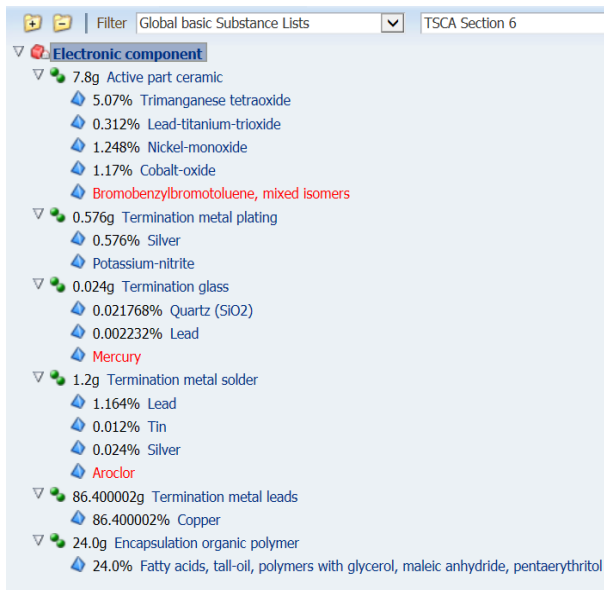 Filter Global basic Substance Lists TSCA Section 6
Electronic component
7.8g Active part ceramic
5.07% Trimanganese tetraoxide
0.312% Lead-titanium-trioxide
1.248% Nickel-monoxide
1.17% Cobalt-oxide
Bromobenzylbromotoluene, mixed isomers
0.576g Termination metal plating
0.576% Silver
Potassium-nitrite
0.024g Termination glass
0.021768% Quartz (SiO2)
0.002232% Lead
Mercury
1.2g Termination metal solder
1.164% Lead
0.012% Tin
0.024% Silver
Aroclor
86.400002g Termination metal leads
86.400002% Copper
24.0g Encapsulation organic polymer
24.0% Fatty acids, tall-oil, polymers with glycerol, maleic anhydride, pentaerythritol